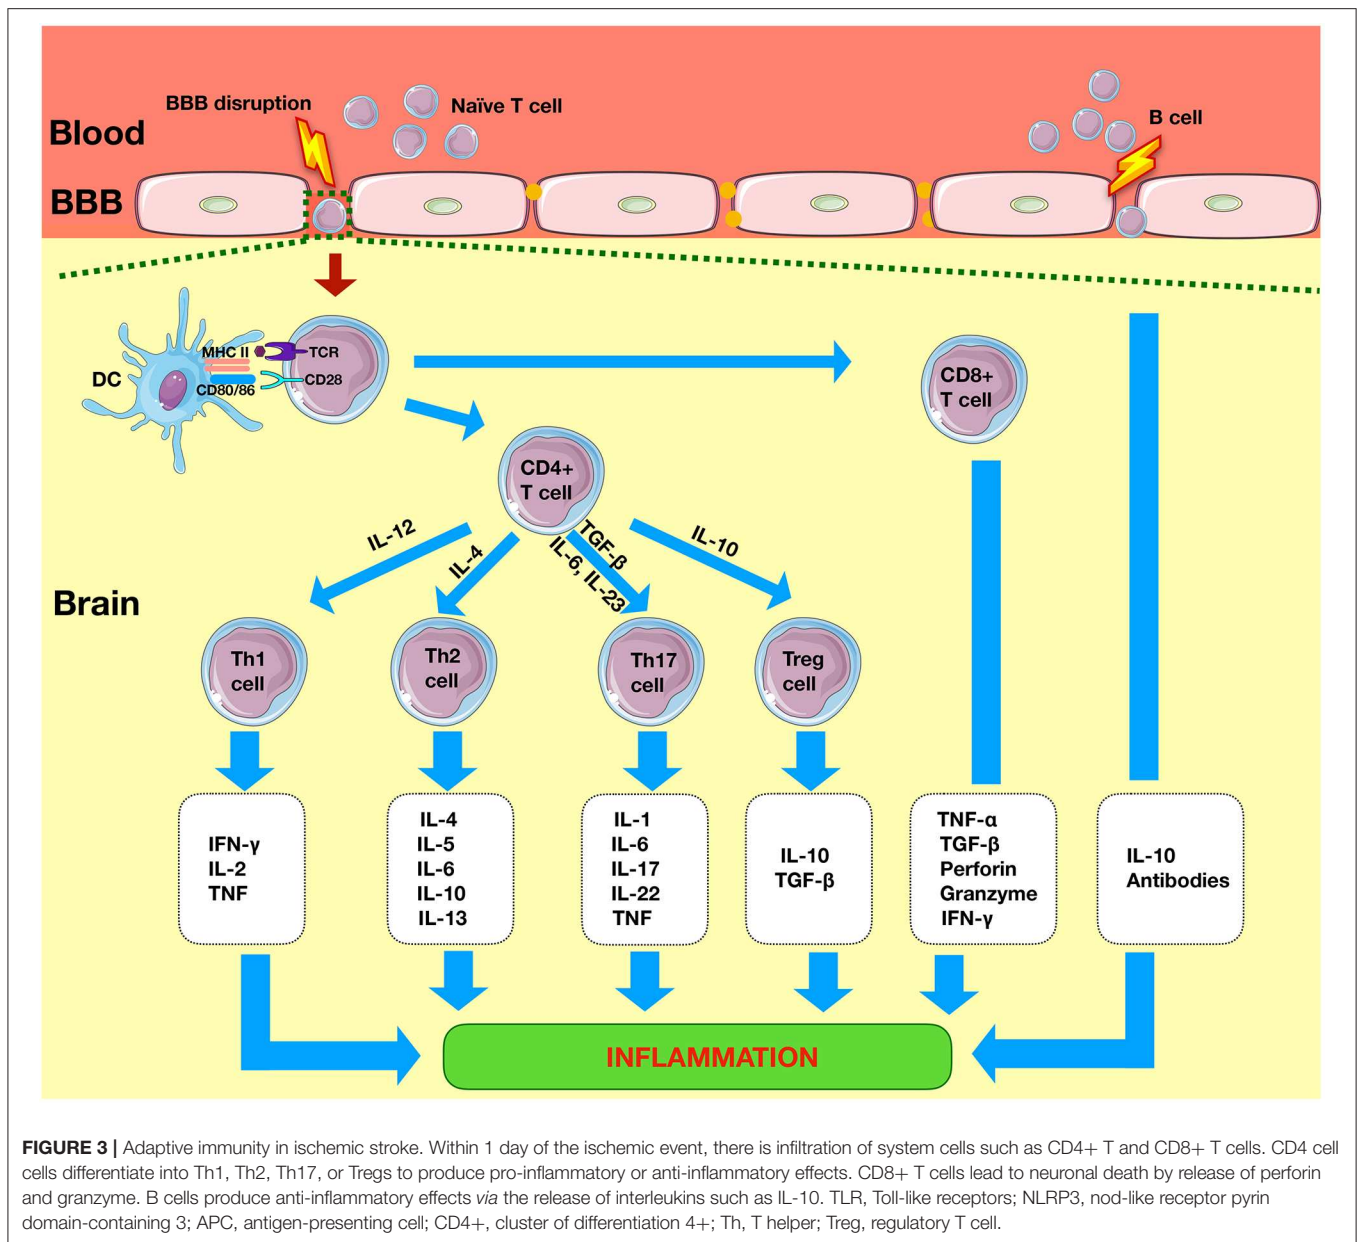 BBB disruption
Naïve T cell
B cell
Blood
BBB
MHC II
TCR
DC
CD80/86
CD28
CD8+
T cell
CD4+
T cell
IL-12
IL-4
TGF-β
IL-6, IL-23
IL-10
Brain
Th1
cell
Th2
cell
Th17
cell
Treg
cell
IFN-γ
IL-2
TNF
IL-4
IL-5
IL-6
IL-10
IL-13
IL-1
IL-6
IL-17
IL-22
TNF
IL-10
TGF-β
TNF-α
TGF-β
Perforin
Granzyme
IFN-γ
IL-10
Antibodies
INFLAMMATION
FIGURE 3 | Adaptive immunity in ischemic stroke. Within 1 day of the ischemic event, there is infiltration of system cells such as CD4+ T and CD8+ T cells. CD4 cell
cells differentiate into Th1, Th2, Th17, or Tregs to produce pro-inflammatory or anti-inflammatory effects. CD8+ T cells lead to neuronal death by release of perforin
and granzyme. B cells produce anti-inflammatory effects via the release of interleukins such as IL-10. TLR, Toll-like receptors; NLRP3, nod-like receptor pyrin
domain-containing 3; APC, antigen-presenting cell; CD4+, cluster of differentiation 4+; Th, T helper; Treg, regulatory T cell.